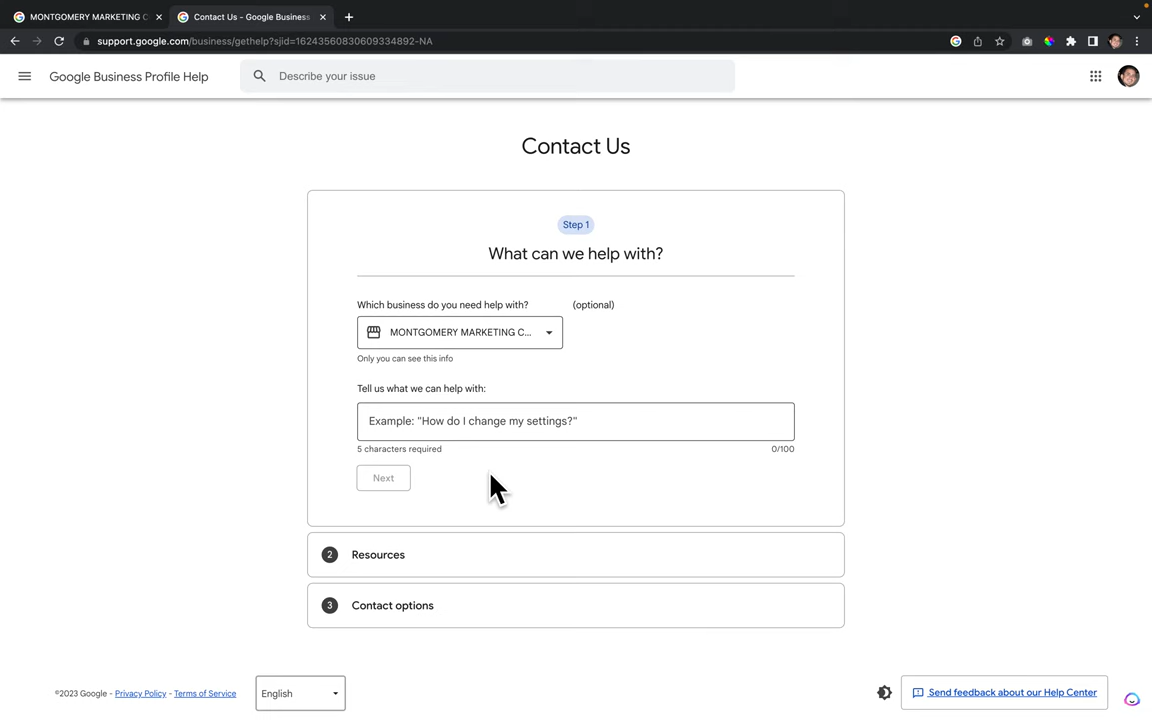 MONTGOMERY MARKETING C
Contact Us - Google Business
support.google.com/business/gethelp?sjid=16243560830609334892-NA
Google Business Profile Help
Describe your issue
Contact Us
Step 1
What can we help with?
Which business do you need help with? (optional)
MONTGOMERY MARKETING C...
Only you can see this info
Tell us what we can help with:
Example: "How do I change my settings?"
5 characters required 0/100
Next
2 Resources
3 Contact options
©2023 Google - Privacy Policy - Terms of Service English Send feedback about our Help Center